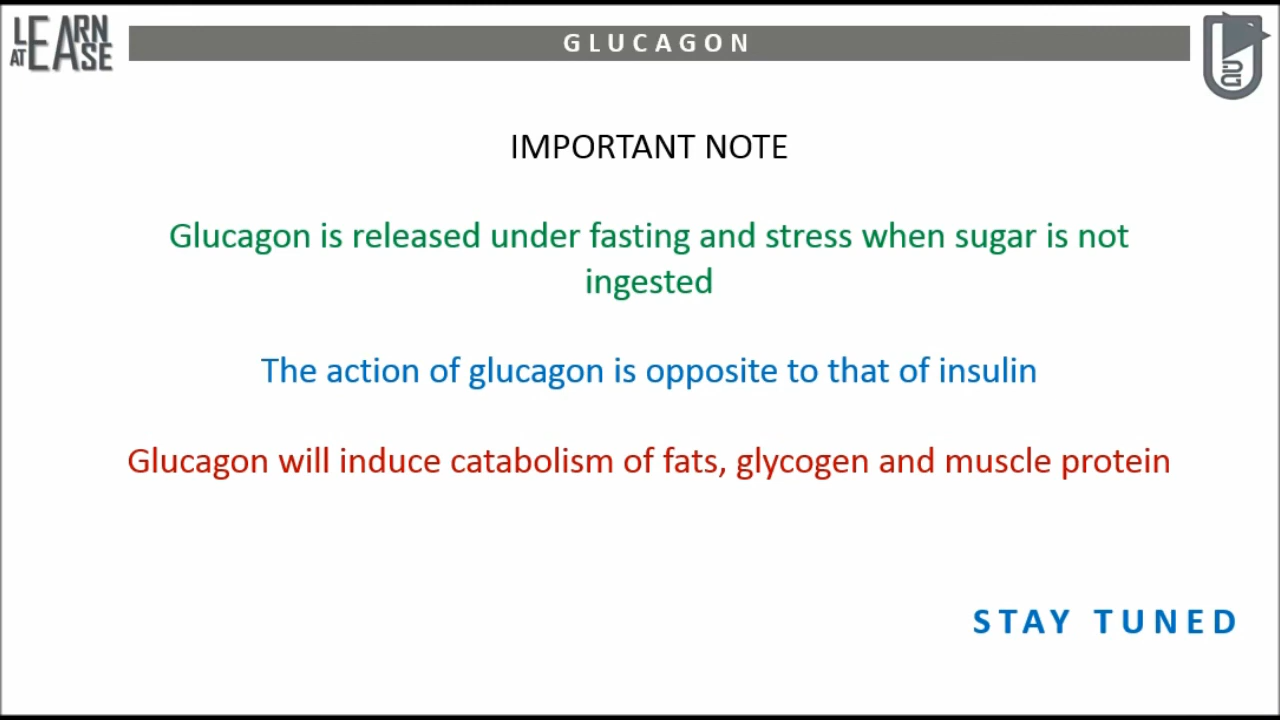 LEARN
AT EASE
GLUCAGON
IMPORTANT NOTE
Glucagon is released under fasting and stress when sugar is not
ingested
The action of glucagon is opposite to that of insulin
Glucagon will induce catabolism of fats, glycogen and muscle protein
STAY TUNED